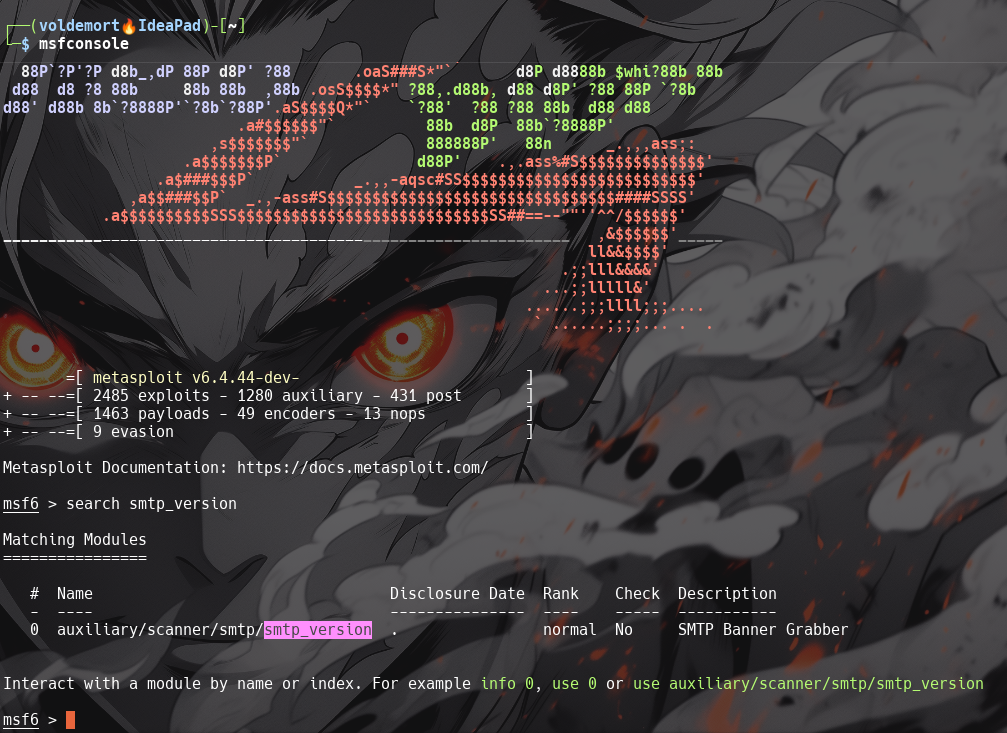 ┌──(voldemort🔥IdeaPad)-[~]
└─$ msfconsole
  88P`?P'?P d8b_,dP 88P d8P' ?88       .oaS###S*"``      d8P d8888b $whi?88b 88b
 d88  d8 ?8 88b     88b 88b  ,88b .osS$$$$*" ?88,.d88b, d88 d8P' ?88 88P `?8b
d88' d88b 8b`?8888P'`?8b`?88P'.aS$$$$Q*"`    `?88'  ?88 ?88 88b  d88 d88
                          .a#$$$$$$"`          88b  d8P  88b`?8888P'
                       ,s$$$$$$$"`             888888P'   88n      _.,,,ass;:
                    .a$$$$$$$P`               d88P'    .,.ass%#S$$$$$$$$$$$$$$'
                 .a$###$$$P`           _.,,-aqsc#SS$$$$$$$$$$$$$$$$$$$$$$$$$$'
              ,a$$###$$P`  _.,-ass#S$$$$$$$$$$$$$$$$$$$$$$$$$$$$$$$$####SSSS'
           .a$$$$$$$$$$SSS$$$$$$$$$$$$$$$$$$$$$$$$$$$$SS##==--""''^^/$$$$$$'
________________________________________________________________   ,&$$$$$$'_____
                                                                 ll&&$$$$'
                                                              .;;lll&&&&'
                                                            ...;;lllll&'
                                                          ......;;;llll;;;....
                                                           ` ......;;;;... .  .
       =[ metasploit v6.4.44-dev-                         ]
+ -- --=[ 2485 exploits - 1280 auxiliary - 431 post       ]
+ -- --=[ 1463 payloads - 49 encoders - 13 nops           ]
+ -- --=[ 9 evasion                                       ]
Metasploit Documentation: https://docs.metasploit.com/
msf6 > search smtp_version
Matching Modules
================
   #  Name                                 Disclosure Date  Rank    Check  Description
   -  ----                                 ---------------  ----    -----  -----------
   0  auxiliary/scanner/smtp/smtp_version  .                normal  No     SMTP Banner Grabber
Interact with a module by name or index. For example info 0, use 0 or use auxiliary/scanner/smtp/smtp_version
msf6 >